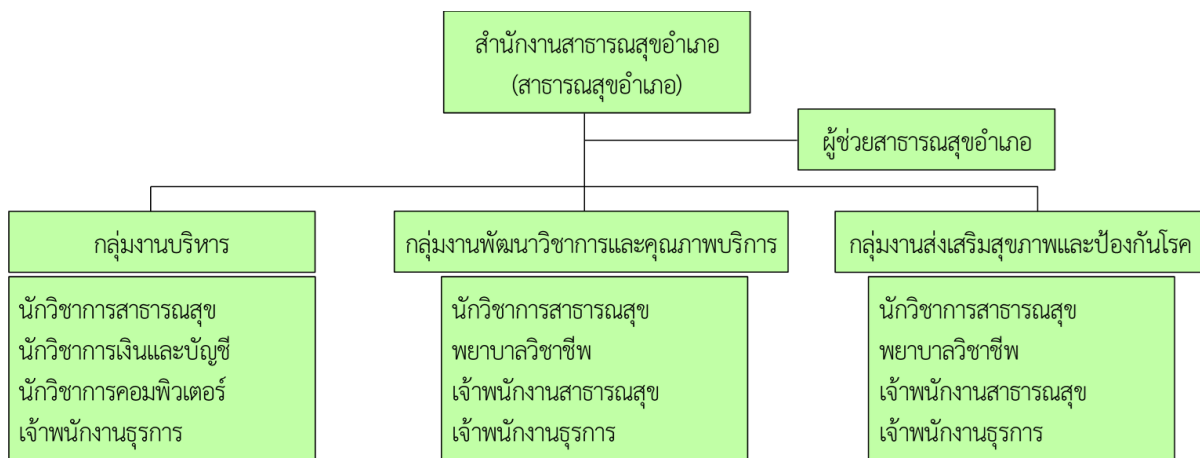 สำนักงานสาธารณสุขอำเภอ
(สาธารณสุขอำเภอ)
ผู้ช่วยสาธารณสุขอำเภอ
กลุ่มงานบริหาร
นักวิชาการสาธารณสุข
นักวิชาการเงินและบัญชี
นักวิชาการคอมพิวเตอร์
เจ้าพนักงานธุรการ
กลุ่มงานพัฒนาวิชาการและคุณภาพบริการ
นักวิชาการสาธารณสุข
พยาบาลวิชาชีพ
เจ้าพนักงานสาธารณสุข
เจ้าพนักงานธุรการ
กลุ่มงานส่งเสริมสุขภาพและป้องกันโรค
นักวิชาการสาธารณสุข
พยาบาลวิชาชีพ
เจ้าพนักงานสาธารณสุข
เจ้าพนักงานธุรการ